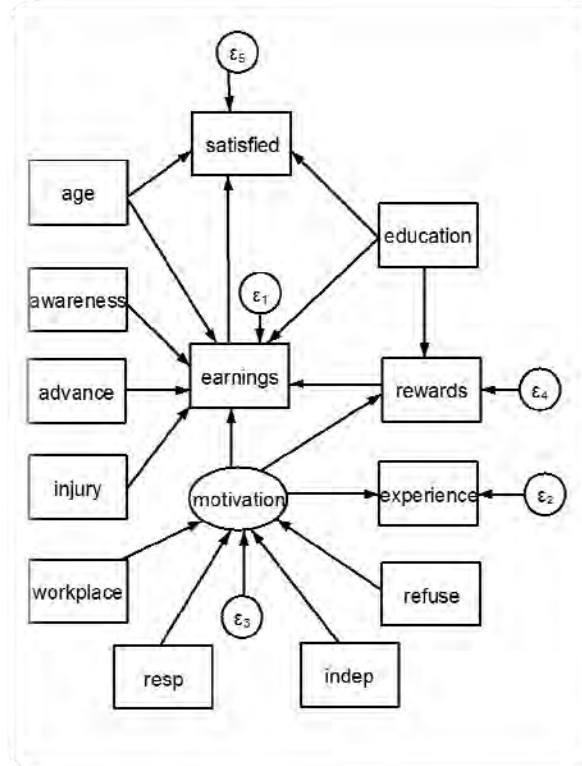 ε5
satisfied
age
education
awareness
ε1
earnings
rewards
ε4
advance
injury
motivation
experience
ε2
workplace
refuse
ε3
resp
indep